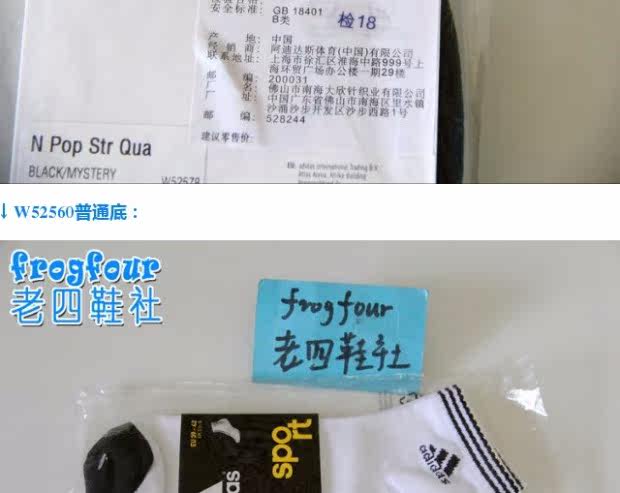 安全标准: GB 18401
B类
检18
产 地: 中国
经 销 商: 阿迪达斯体育(中国)有限公司
联系地址: 上海市徐汇区淮海中路999号上
海环贸广场办公楼一期29楼
邮 编: 200031
厂 名: 佛山市南海大欣针织业有限公司
厂 址: 中国广东省佛山市南海区里水镇
沙涌沙步开发区沙步西路1号
邮 编: 528244
建议零售价:
N Pop Str Qua
BLACK/MYSTERY
W52578
↓ W52560普通底：
frogfour
老四鞋社
frogfour
老四鞋社
sport
adidas